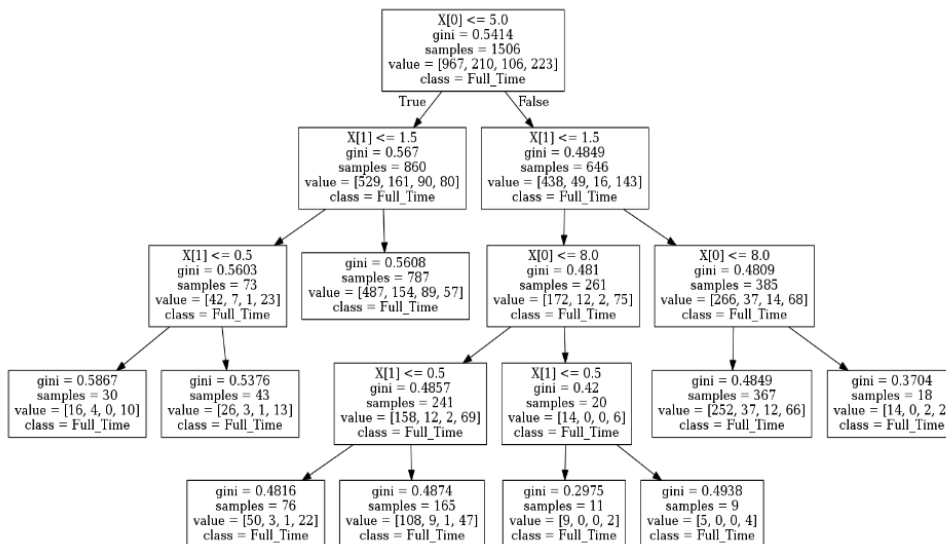 X[0] <= 5.0
gini = 0.5414
samples = 1506
value = [967, 210, 106, 223]
class = Full_Time
True
False
X[1] <= 1.5
gini = 0.567
samples = 860
value = [529, 161, 90, 80]
class = Full_Time
X[1] <= 1.5
gini = 0.4849
samples = 646
value = [438, 49, 16, 143]
class = Full_Time
X[1] <= 0.5
gini = 0.5603
samples = 73
value = [42, 7, 1, 23]
class = Full_Time
gini = 0.5608
samples = 787
value = [487, 154, 89, 57]
class = Full_Time
X[0] <= 8.0
gini = 0.481
samples = 261
value = [172, 12, 2, 75]
class = Full_Time
X[0] <= 8.0
gini = 0.4809
samples = 385
value = [266, 37, 14, 68]
class = Full_Time
gini = 0.5867
samples = 30
value = [16, 4, 0, 10]
class = Full_Time
gini = 0.5376
samples = 43
value = [26, 3, 1, 13]
class = Full_Time
X[1] <= 0.5
gini = 0.4857
samples = 241
value = [158, 12, 2, 69]
class = Full_Time
X[1] <= 0.5
gini = 0.42
samples = 20
value = [14, 0, 0, 6]
class = Full_Time
gini = 0.4849
samples = 367
value = [252, 37, 12, 66]
class = Full_Time
gini = 0.3704
samples = 18
value = [14, 0, 2, 2
class = Full_Time
gini = 0.4816
samples = 76
value = [50, 3, 1, 22]
class = Full_Time
gini = 0.4874
samples = 165
value = [108, 9, 1, 47]
class = Full_Time
gini = 0.2975
samples = 11
value = [9, 0, 0, 2]
class = Full_Time
gini = 0.4938
samples = 9
value = [5, 0, 0, 4]
class = Full_Time